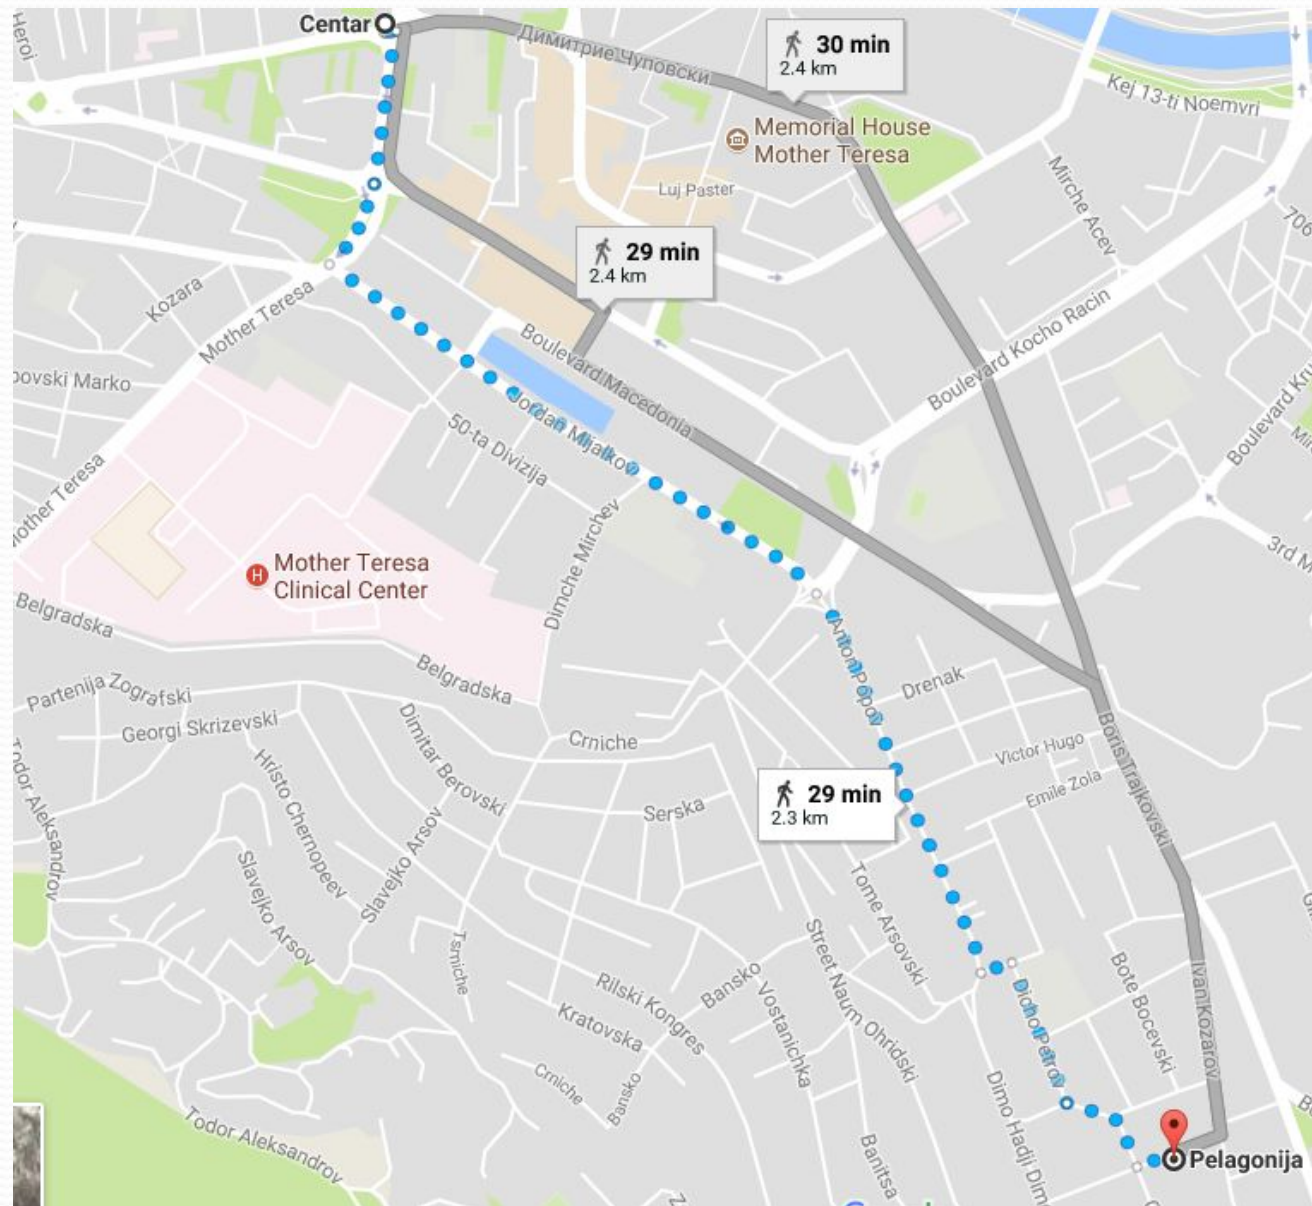 Centar
Heroi
Димитрие Чуповски
30 min
2.4 km
Kej 13-ti Noemvri
Memorial House
Mother Teresa
Mirche Acev
Luj Paster
706
29 min
2.4 km
Kozara
Mother Teresa
Boulevard Kocho Racin
Boulevard Macedonia
povski Marko
Jordan Mijalkov
50-ta Divizija
Mother Teresa
Dimche Mirchev
3rd M
Mother Teresa
Clinical Center
Belgradska
Belgradska
Anton Popov
Drenak
Partenija Zografski
Georgi Skrizevski
Crniche
Dimitar Berovski
Victor Hugo
Boris Trajkovski
Todor Aleksandrov
Hristo Chernopeev
Emile Zola
29 min
2.3 km
Serska
Slavejko Arsov
Slavejko Arsov
Tome Arsovski
Tsrniche
Street Naum Ohridski
Bote Bocevski
Ivan Kozarov
Rilski Kongres
Bansko
Vostanichka
Dicho Petrov
Kratovska
Crniche
Bansko
Dimo Hadji Dim
Todor Aleksandrov
Banitsa
Pelagonija